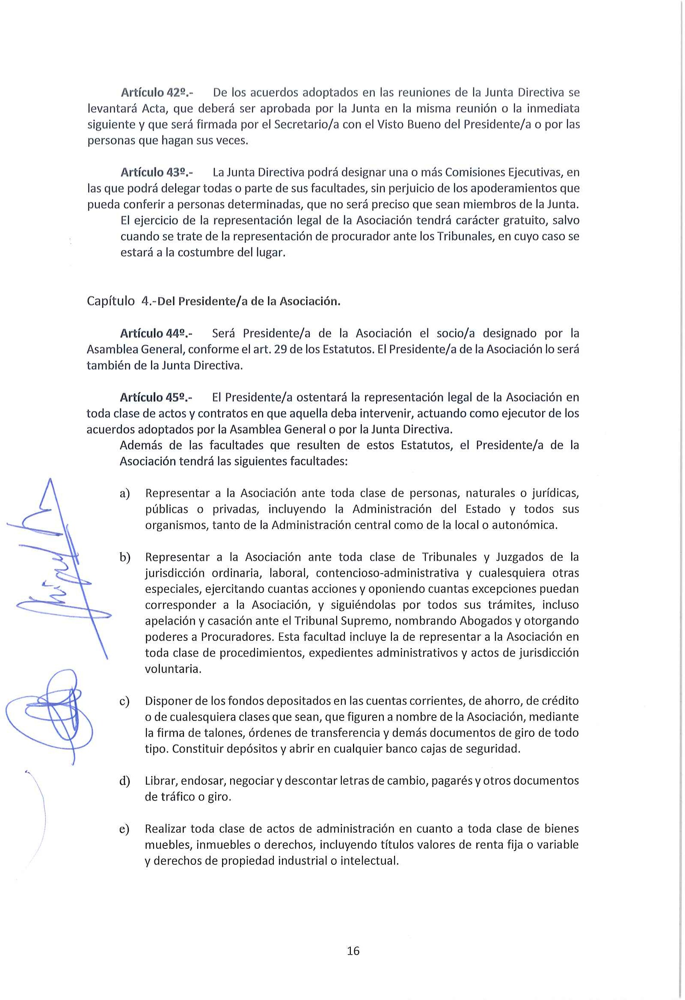 Artículo 42º.- De los acuerdos adoptados en las reuniones de la Junta Directiva se
levantará Acta, que deberá ser aprobada por la Junta en la misma reunión o la inmediata
siguiente y que será firmada por el Secretario/a con el Visto Bueno del Presidente/a o por las
personas que hagan sus veces.
Artículo 43º.- La Junta Directiva podrá designar una o más Comisiones Ejecutivas, en
las que podrá delegar todas o parte de sus facultades, sin perjuicio de los apoderamientos que
pueda conferir a personas determinadas, que no será preciso que sean miembros de la Junta.
El ejercicio de la representación legal de la Asociación tendrá carácter gratuito, salvo
cuando se trate de la representación de procurador ante los Tribunales, en cuyo caso se
estará a la costumbre del lugar.
Capítulo 4.-Del Presidente/a de la Asociación.
Artículo 44º.- Será Presidente/a de la Asociación el socio/a designado por la
Asamblea General, conforme el art. 29 de los Estatutos. El Presidente/a de la Asociación lo será
también de la Junta Directiva.
Artículo 45º.- El Presidente/a ostentará la representación legal de la Asociación en
toda clase de actos y contratos en que aquella deba intervenir, actuando como ejecutor de los
acuerdos adoptados por la Asamblea General o por la Junta Directiva.
Además de las facultades que resulten de estos Estatutos, el Presidente/a de la
Asociación tendrá las siguientes facultades:
a) Representar a la Asociación ante toda clase de personas, naturales o jurídicas,
públicas o privadas, incluyendo la Administración del Estado y todos sus
organismos, tanto de la Administración central como de la local o autonómica.
b) Representar a la Asociación ante toda clase de Tribunales y Juzgados de la
jurisdicción ordinaria, laboral, contencioso-administrativa y cualesquiera otras
especiales, ejercitando cuantas acciones y oponiendo cuantas excepciones puedan
corresponder a la Asociación, y siguiéndolas por todos sus trámites, incluso
apelación y casación ante el Tribunal Supremo, nombrando Abogados y otorgando
poderes a Procuradores. Esta facultad incluye la de representar a la Asociación en
toda clase de procedimientos, expedientes administrativos y actos de jurisdicción
voluntaria.
c) Disponer de los fondos depositados en las cuentas corrientes, de ahorro, de crédito
o de cualesquiera clases que sean, que figuren a nombre de la Asociación, mediante
la firma de talones, órdenes de transferencia y demás documentos de giro de todo
tipo. Constituir depósitos y abrir en cualquier banco cajas de seguridad.
d) Librar, endosar, negociar y descontar letras de cambio, pagarés y otros documentos
de tráfico o giro.
e) Realizar toda clase de actos de administración en cuanto a toda clase de bienes
muebles, inmuebles o derechos, incluyendo títulos valores de renta fija o variable
y derechos de propiedad industrial o intelectual.
16